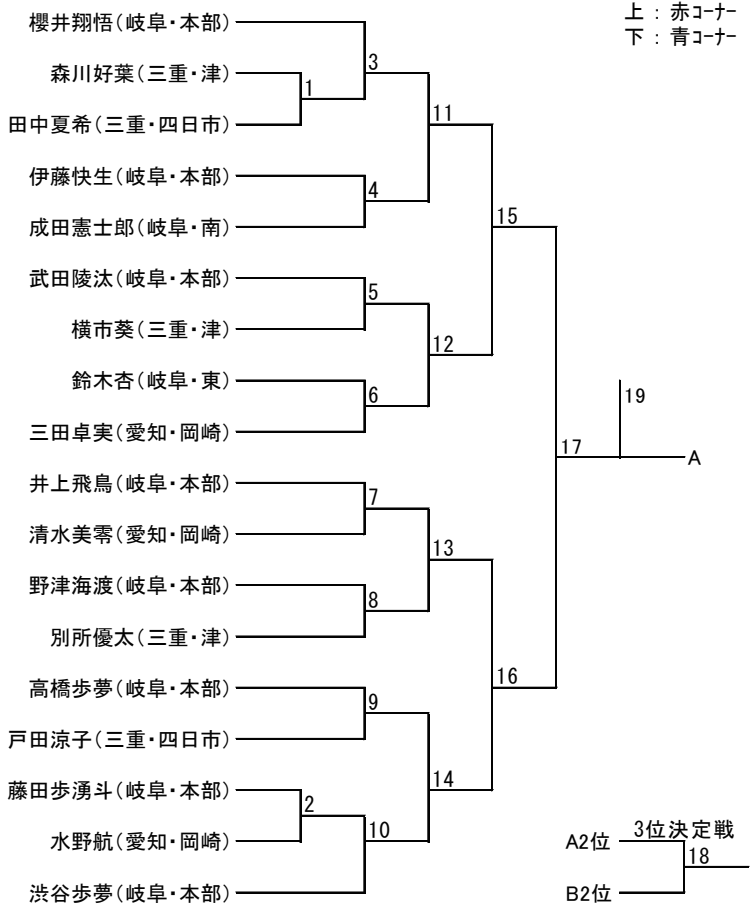 上 : 赤コーナー
下 : 青コーナー
櫻井翔悟(岐阜・本部)
森川好葉(三重・津)
田中夏希(三重・四日市)
伊藤快生(岐阜・本部)
成田憲士郎(岐阜・南)
武田陵汰(岐阜・本部)
横市葵(三重・津)
鈴木杏(岐阜・東)
三田卓実(愛知・岡崎)
井上飛鳥(岐阜・本部)
清水美零(愛知・岡崎)
野津海渡(岐阜・本部)
別所優太(三重・津)
高橋歩夢(岐阜・本部)
戸田涼子(三重・四日市)
藤田歩湧斗(岐阜・本部)
水野航(愛知・岡崎)
渋谷歩夢(岐阜・本部)
1
2
3
4
5
6
7
8
9
10
11
12
13
14
15
16
17
19
A
3位決定戦
A2位
18
B2位